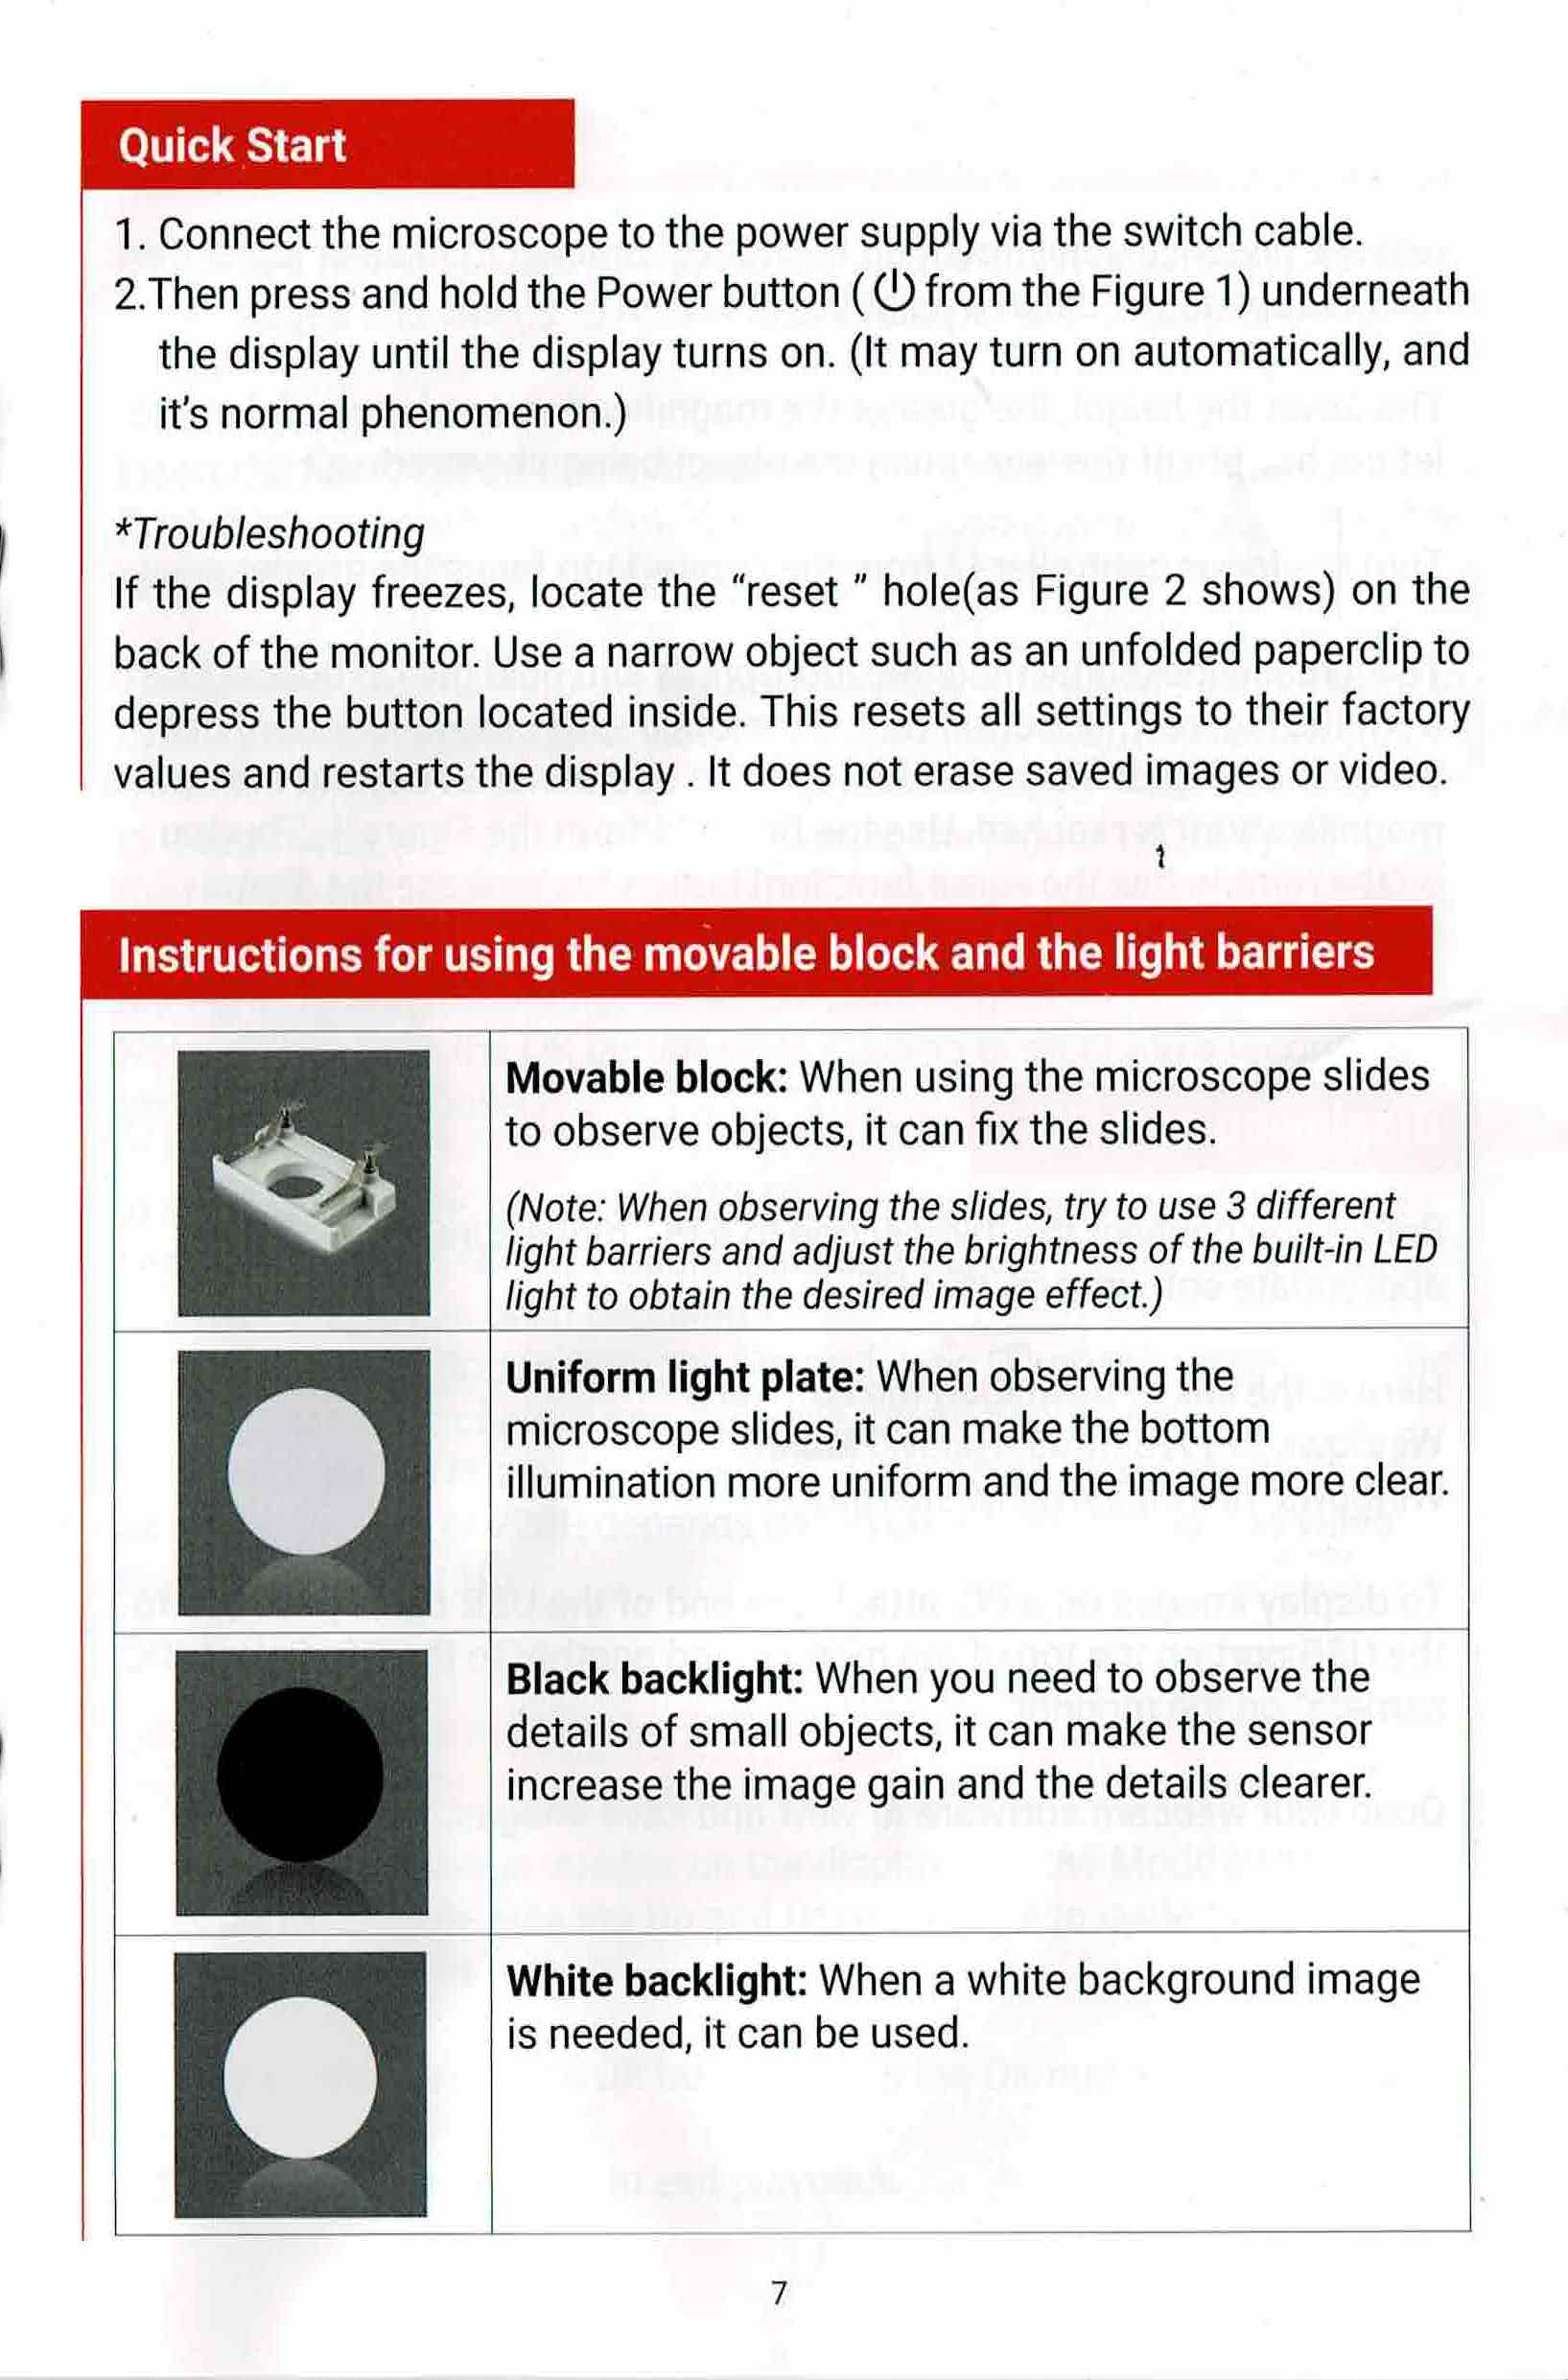 Quick Start
1. Connect the microscope to the power supply via the switch cable.
2.Then press and hold the Power button ( ⏻ from the Figure 1) underneath
the display until the display turns on. (It may turn on automatically, and
it's normal phenomenon.)
*Troubleshooting
If the display freezes, locate the “reset ” hole(as Figure 2 shows) on the
back of the monitor. Use a narrow object such as an unfolded paperclip to
depress the button located inside. This resets all settings to their factory
values and restarts the display . It does not erase saved images or video.
Instructions for using the movable block and the light barriers
Movable block: When using the microscope slides
to observe objects, it can fix the slides.
(Note: When observing the slides, try to use 3 different
light barriers and adjust the brightness of the built-in LED
light to obtain the desired image effect.)
Uniform light plate: When observing the
microscope slides, it can make the bottom
illumination more uniform and the image more clear.
Black backlight: When you need to observe the
details of small objects, it can make the sensor
increase the image gain and the details clearer.
White backlight: When a white background image
is needed, it can be used.
7